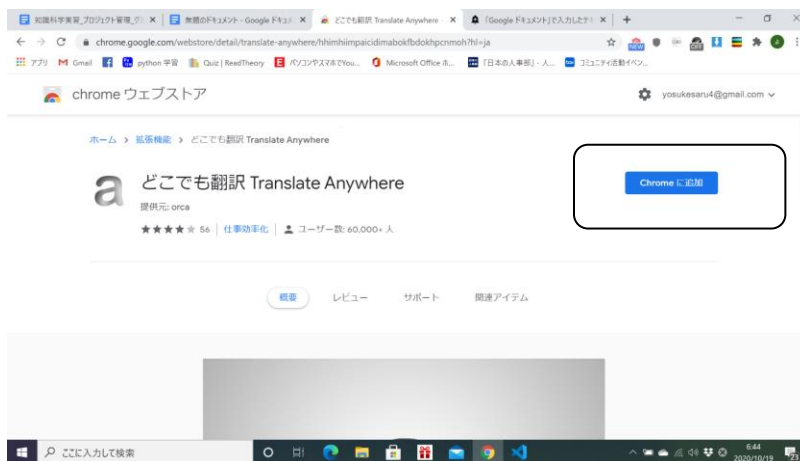 知識科学実習_プロジェクト管理_グ
無題のドキュメント - Google ドキュ
どこでも翻訳 Translate Anywhere
「Google ドキュメント」で入力したテキ
chrome.google.com/webstore/detail/translate-anywhere/hhimhiimpaicidimabokfbdokhpcnmoh?hl=ja
アプリ Gmail python 学習 Quiz | ReadTheory パソコンやスマホでYou... Microsoft Office ホ... 「日本の人事部」- 人... コミュニティ活動イベン...
chrome ウェブストア
yosukesaru4@gmail.com
ホーム > 拡張機能 > どこでも翻訳 Translate Anywhere
a どこでも翻訳 Translate Anywhere
Chrome に追加
提供元: orca
56 | 仕事効率化 | ユーザー数: 60,000+ 人
概要 レビュー サポート 関連アイテム
ここに入力して検索
6:44
2020/10/19